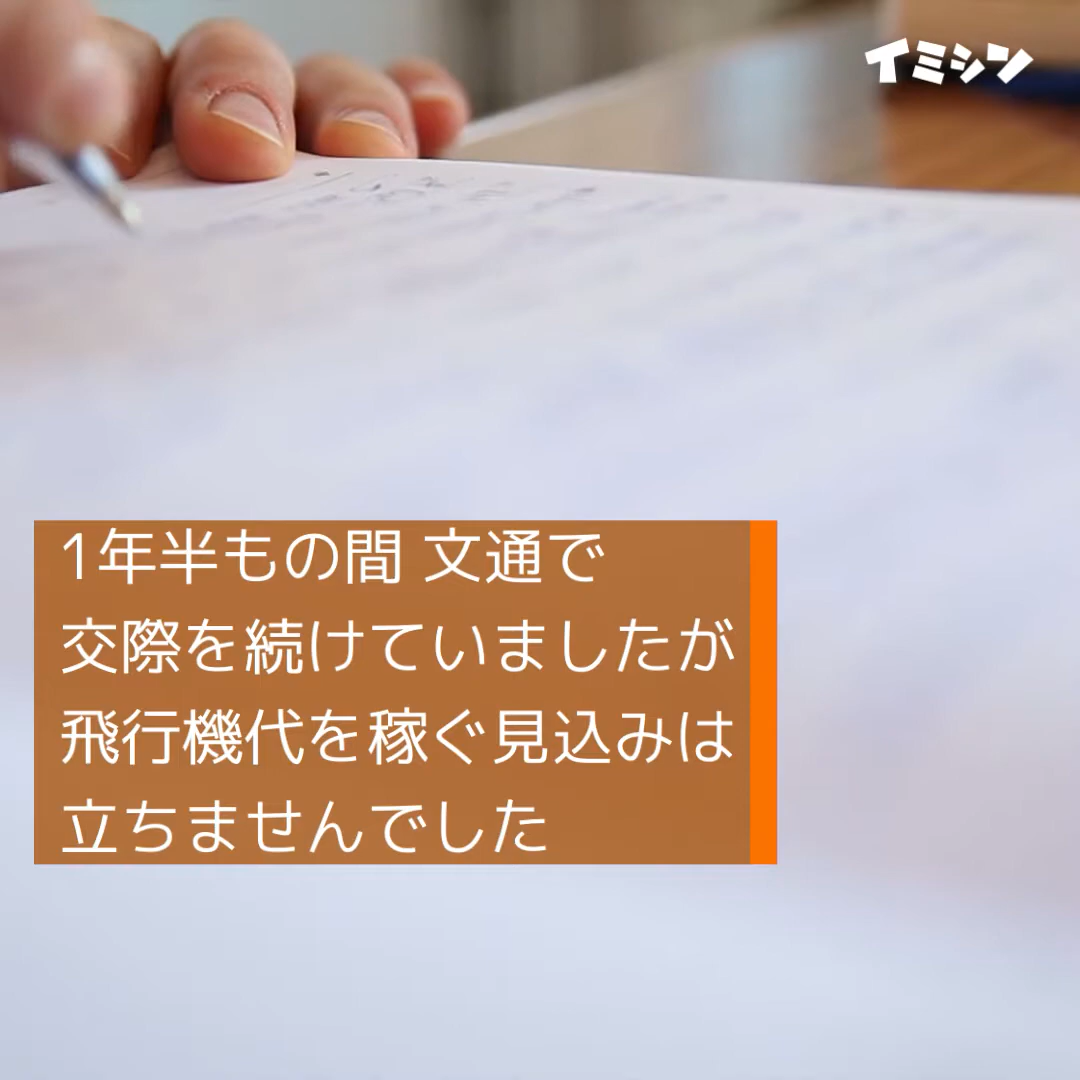 イミシン
1年半もの間 文通で
交際を続けていましたが
飛行機代を稼ぐ見込みは
立ちませんでした